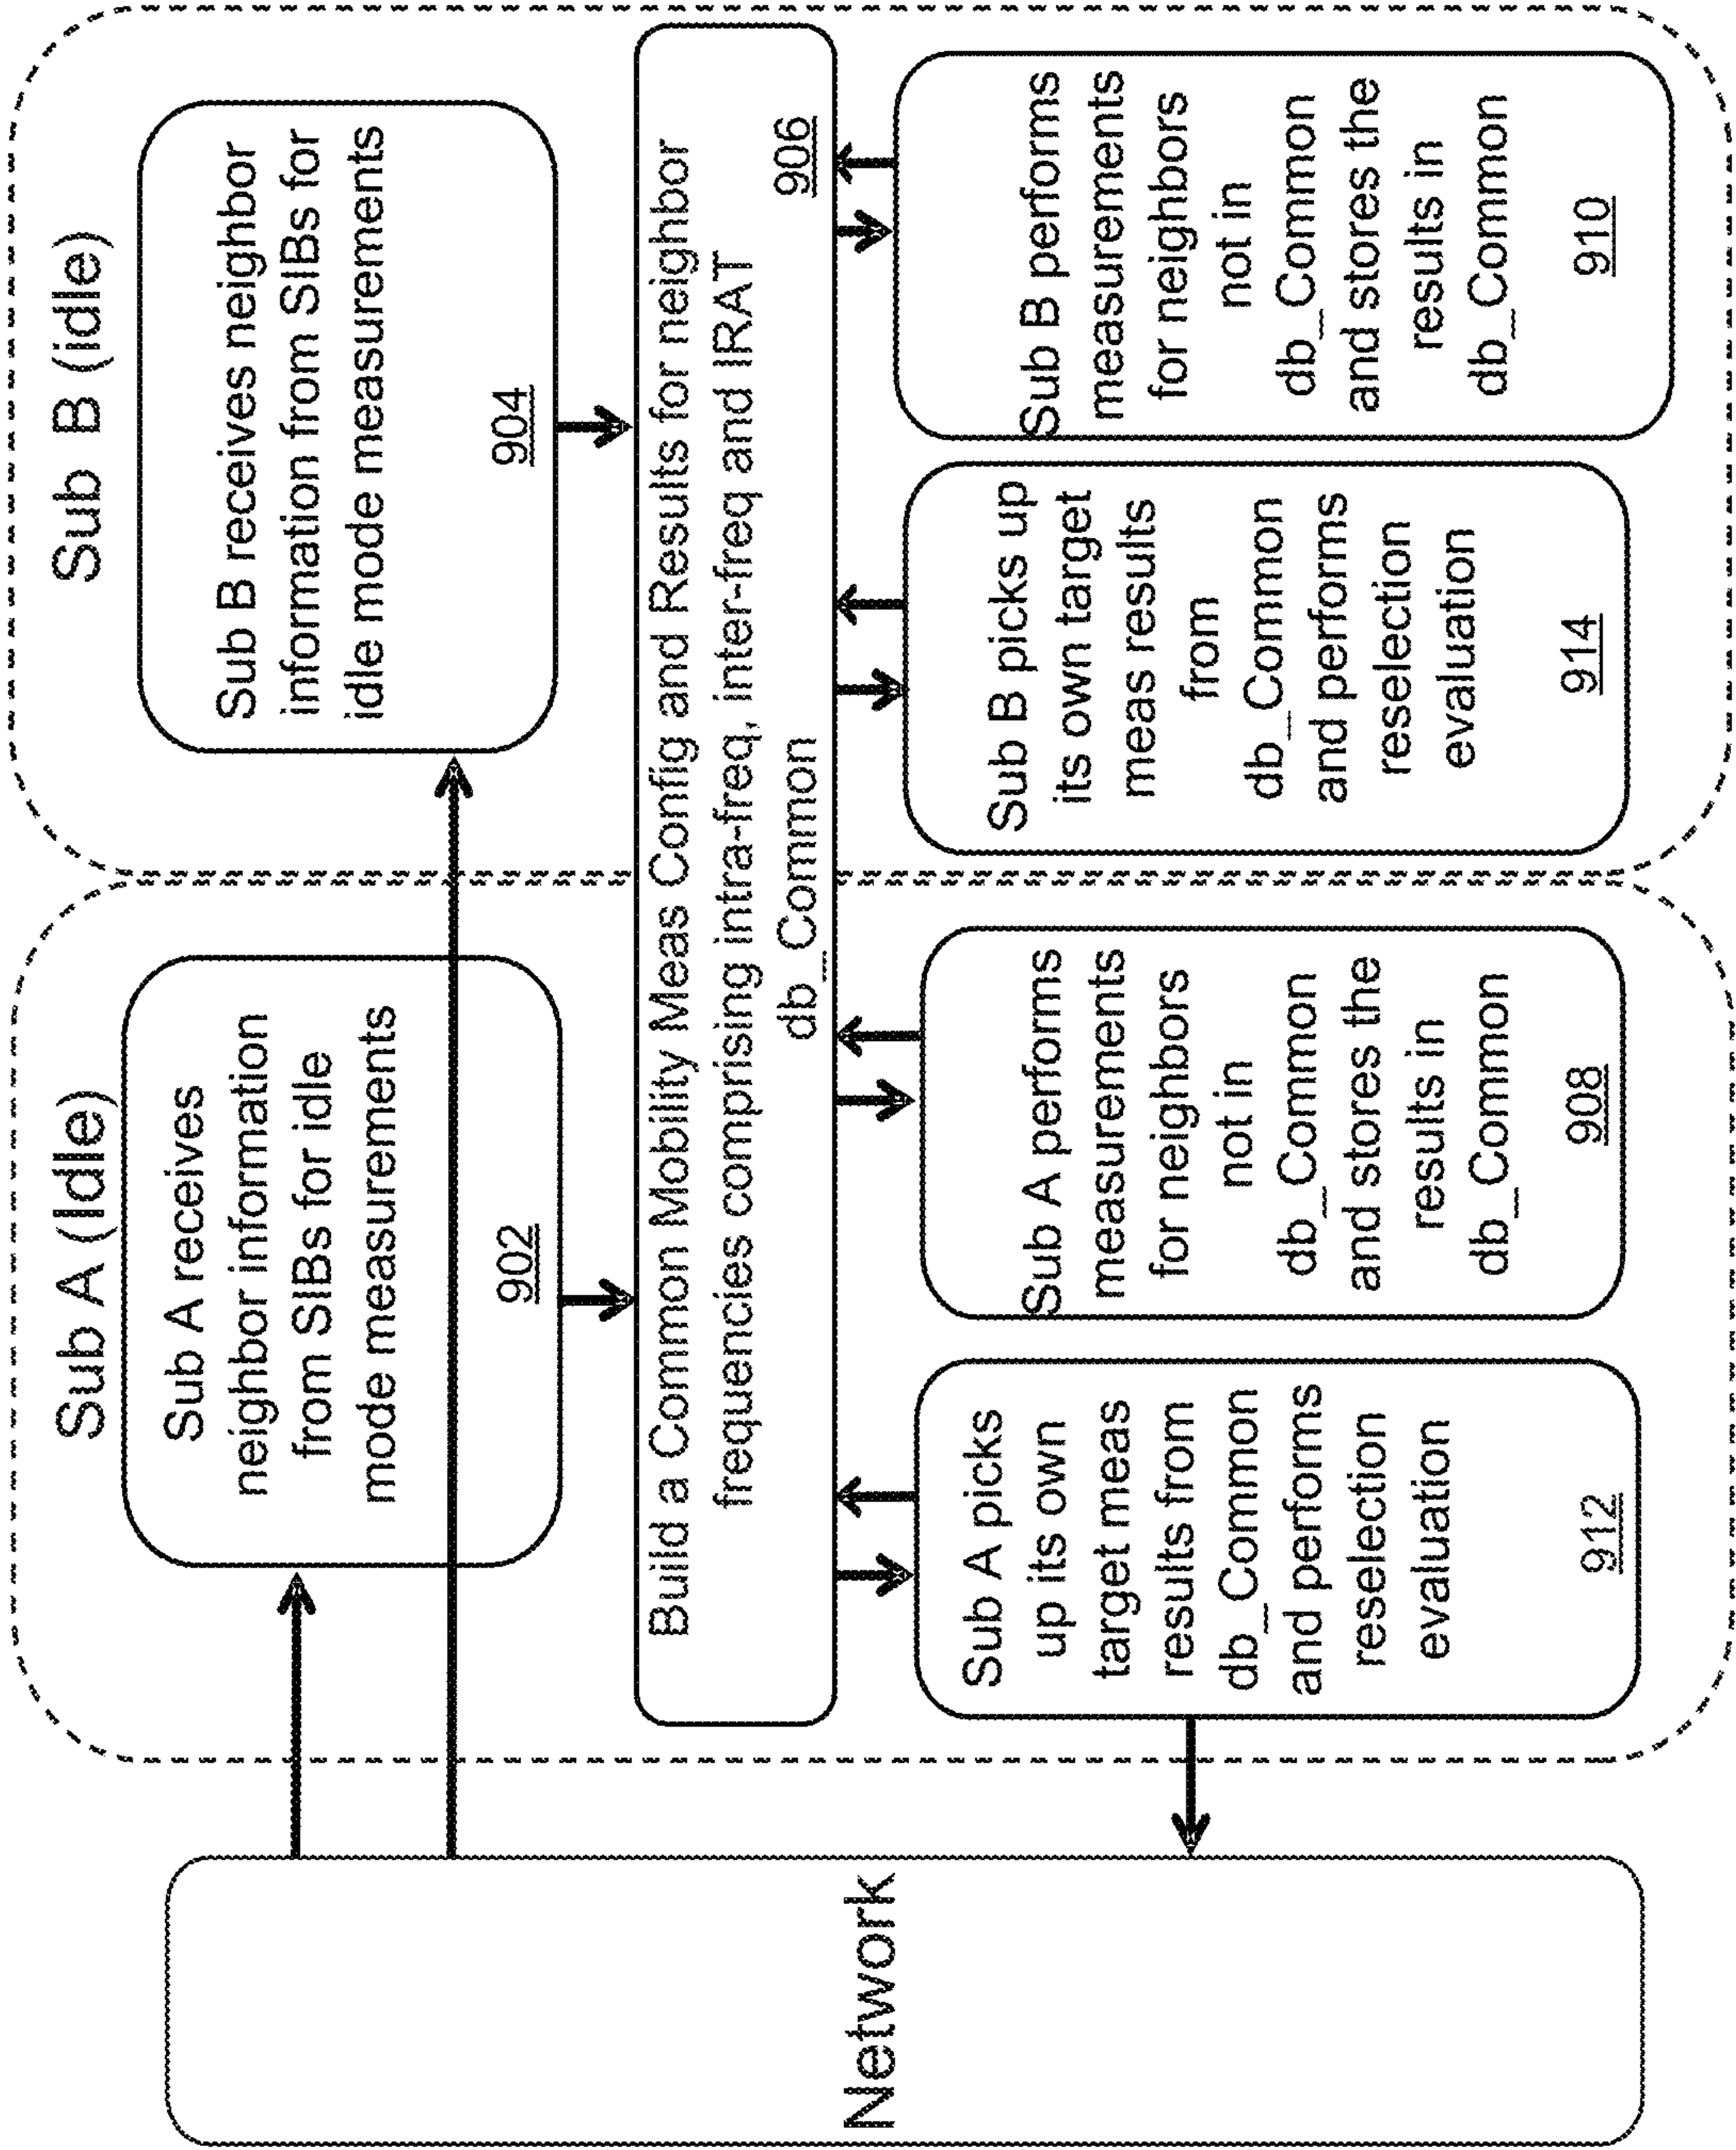 Network
Sub A (Idle)
Sub A receives
neighbor information
from SIBs for idle
mode measurements
902
Sub B (idle)
Sub B receives neighbor
information from SIBs for
idle mode measurements
904
Build a Common Mobility Meas Config and Results for neighbor
frequencies comprising intra-freq, inter-freq and IRAT
db_Common
906
Sub A picks
up its own
target meas
results from
db_Common
and performs
reselection
evaluation
912
Sub A performs
measurements
for neighbors
not in
db_Common
and stores the
results in
db_Common
908
Sub B picks up
its own target
meas results
from
db_Common
and performs
reselection
evaluation
914
Sub B performs
measurements
for neighbors
not in
db_Common
and stores the
results in
db_Common
910